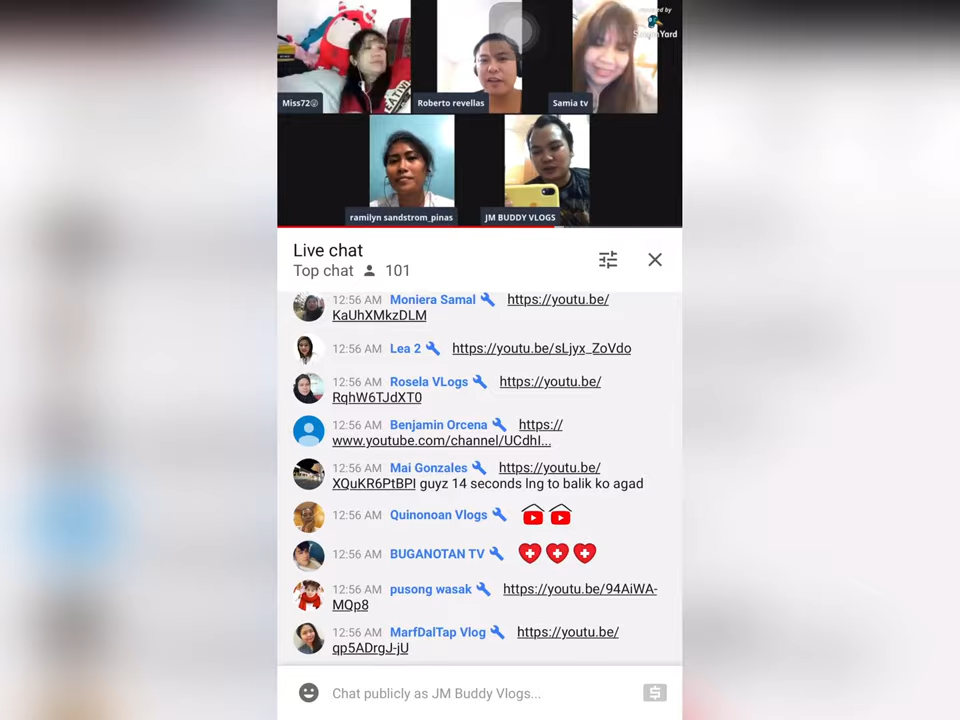 StreamYard
Miss72😜
Roberto revellas
Samia tv
ramilyn sandstrom_pinas
JM BUDDY VLOGS
Live chat
Top chat 101
12:56 AM Moniera Samal https://youtu.be/
KaUhXMkzDLM
12:56 AM Lea 2 https://youtu.be/sLjyx_ZoVdo
12:56 AM Rosela VLogs https://youtu.be/
RqhW6TJdXT0
12:56 AM Benjamin Orcena https://
www.youtube.com/channel/UCdhI...
12:56 AM Mai Gonzales https://youtu.be/
XQuKR6PtBPI guyz 14 seconds lng to balik ko agad
12:56 AM Quinonoan Vlogs
12:56 AM BUGANOTAN TV
12:56 AM pusong wasak https://youtu.be/94AiWA-
MQp8
12:56 AM MarfDalTap Vlog https://youtu.be/
qp5ADrgJ-jU
Chat publicly as JM Buddy Vlogs...